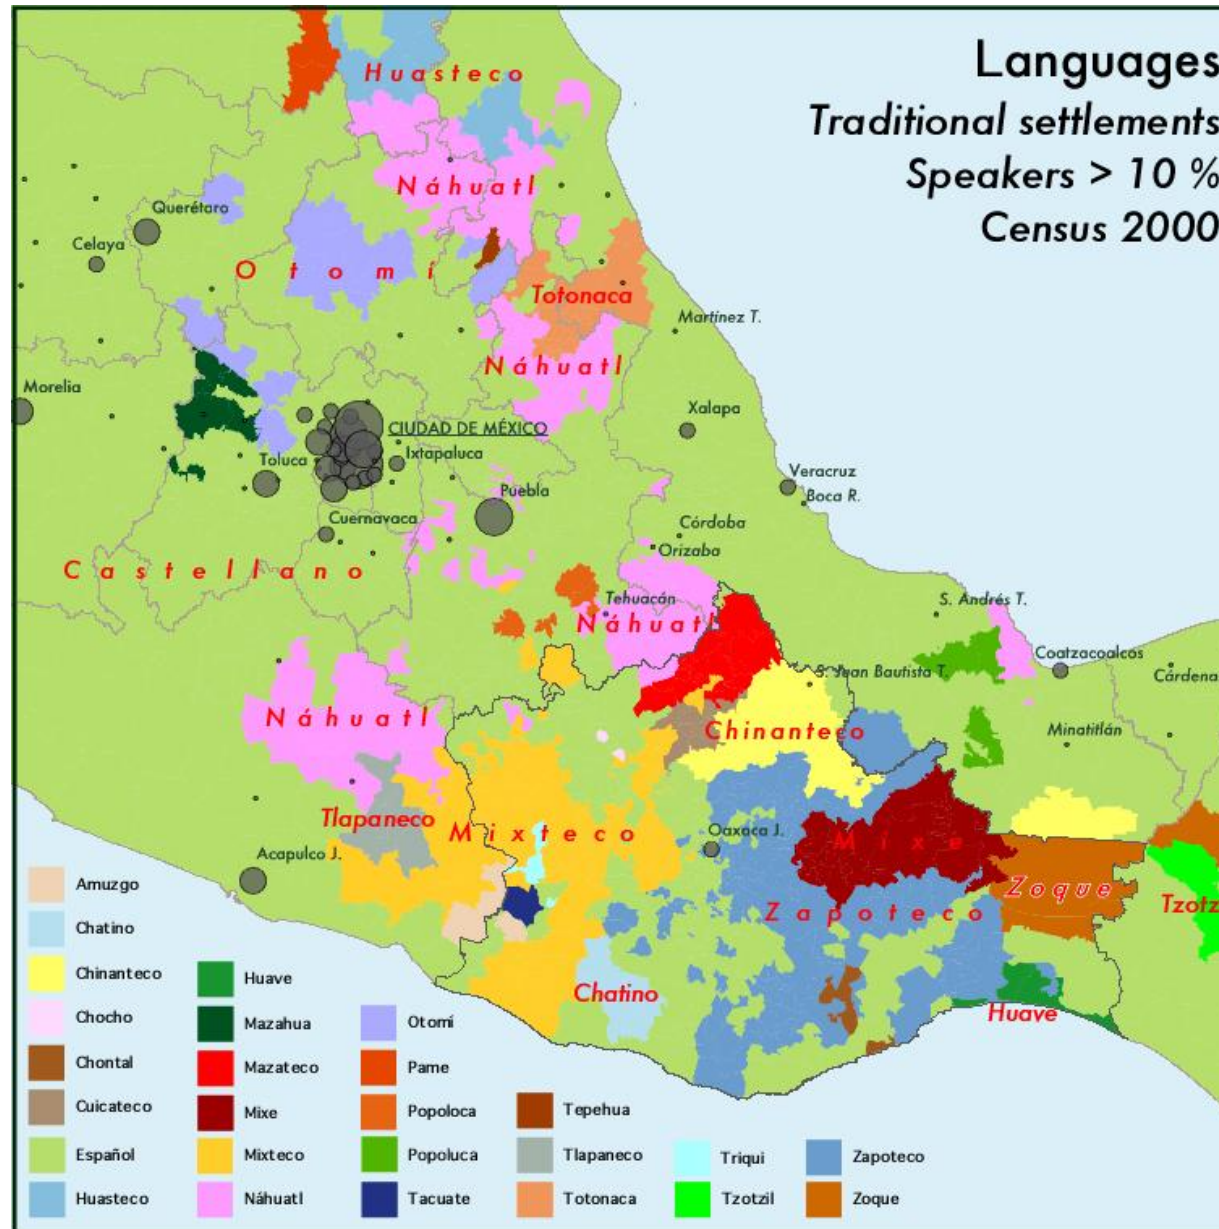 Languages
Traditional settlements
Speakers > 10 %
Census 2000
Huasteco
Náhuatl
Querétaro
Celaya
Otomí
Totonaca
Martínez T.
Náhuatl
Morelia
Xalapa
CIUDAD DE MÉXICO
Toluca
Ixtapaluca
Veracruz
Boca R.
Puebla
Cuernavaca
Córdoba
Orizaba
Castellano
Tehuacán
S. Andrés T.
Náhuatl
Coatzacoalcos
S. Juan Bautista T.
Cárdena
Náhuatl
Chinanteco
Minatitlán
Tlapaneco
Mixteco
Oaxaca J.
Mixe
Acapulco J.
Zoque
Zapoteco
Tzotz
Chatino
Huave
Amuzgo
Chatino
Chinanteco
Chocho
Chontal
Cuicateco
Español
Huasteco
Huave
Mazahua
Mazateco
Mixe
Mixteco
Náhuatl
Otomí
Pame
Popoloca
Popoluca
Tacuate
Tepehua
Tlapaneco
Totonaca
Triqui
Tzotzil
Zapoteco
Zoque